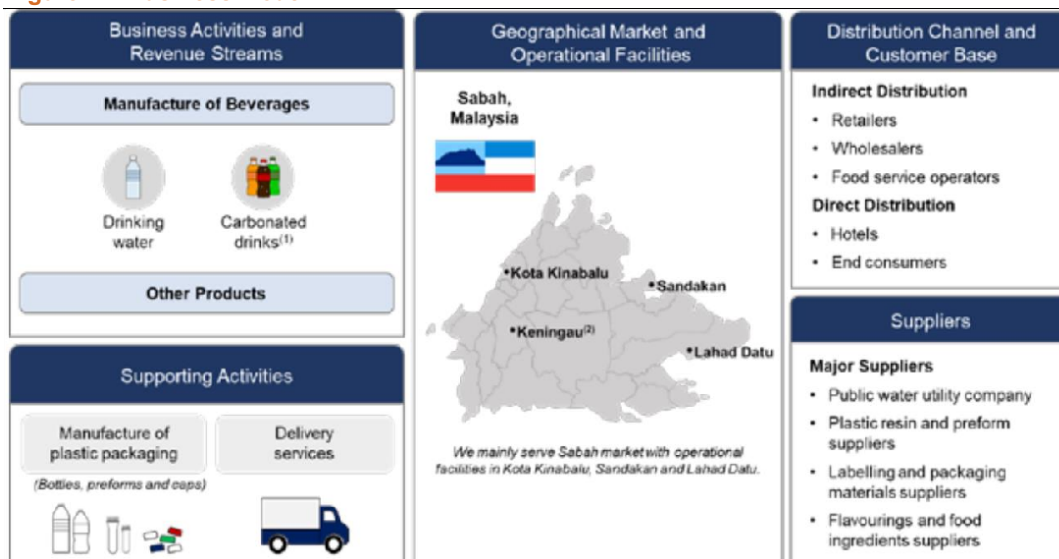 Business Activities and
Revenue Streams
Manufacture of Beverages
Drinking
water
Carbonated
drinks(1)
Other Products
Supporting Activities
Manufacture of
plastic packaging
(Bottles, preforms and caps)
Delivery
services
Geographical Market and
Operational Facilities
Sabah,
Malaysia
Kota Kinabalu
Sandakan
Keningau(2)
Lahad Datu
We mainly serve Sabah market with operational
facilities in Kota Kinabalu, Sandakan and Lahad Datu.
Distribution Channel and
Customer Base
Indirect Distribution
• Retailers
• Wholesalers
• Food service operators
Direct Distribution
• Hotels
• End consumers
Suppliers
Major Suppliers
• Public water utility company
• Plastic resin and preform
suppliers
• Labelling and packaging
materials suppliers
• Flavourings and food
ingredients suppliers